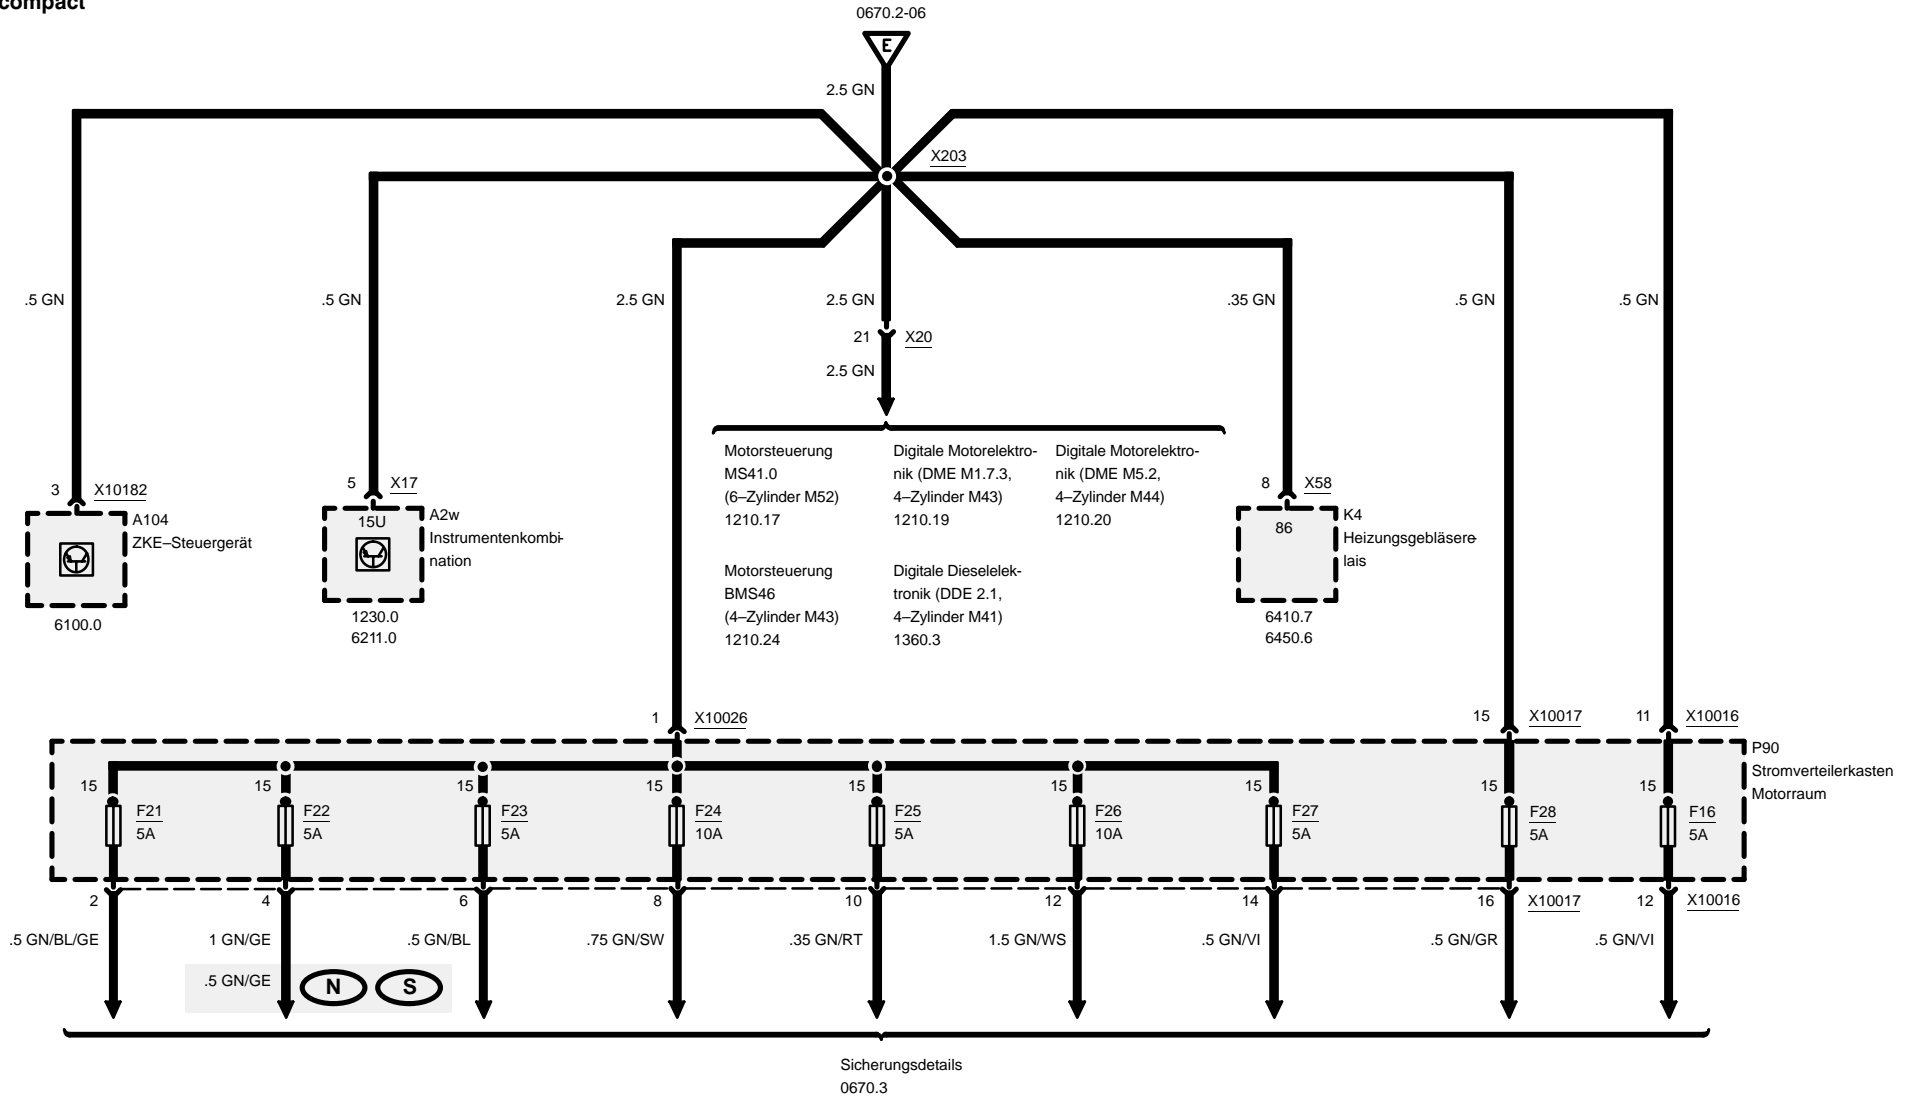 compact
0670.2-06
E
2.5 GN
X203
.5 GN
.5 GN
2.5 GN
2.5 GN
.35 GN
.5 GN
.5 GN
21 X20
2.5 GN
Motorsteuerung
MS41.0
(6–Zylinder M52)
1210.17
Digitale Motorelektro-
nik (DME M1.7.3,
4–Zylinder M43)
1210.19
Digitale Motorelektro-
nik (DME M5.2,
4–Zylinder M44)
1210.20
Motorsteuerung
BMS46
(4–Zylinder M43)
1210.24
Digitale Dieselelek-
tronik (DDE 2.1,
4–Zylinder M41)
1360.3
3 X10182
A104
ZKE–Steuergerät
6100.0
5 X17
15U
A2w
Instrumentenkombi-
nation
1230.0
6211.0
8 X58
86
K4
Heizungsgebläsere-
lais
6410.7
6450.6
1 X10026
15 X10017
11 X10016
P90
Stromverteilerkasten
Motorraum
15 15 15 15 15 15 15 15 15
F21 F22 F23 F24 F25 F26 F27 F28 F16
5A 5A 5A 10A 5A 10A 5A 5A 5A
2 4 6 8 10 12 14 16 X10017 12 X10016
.5 GN/BL/GE 1 GN/GE .5 GN/BL .75 GN/SW .35 GN/RT 1.5 GN/WS .5 GN/VI .5 GN/GR .5 GN/VI
.5 GN/GE N S
Sicherungsdetails
0670.3